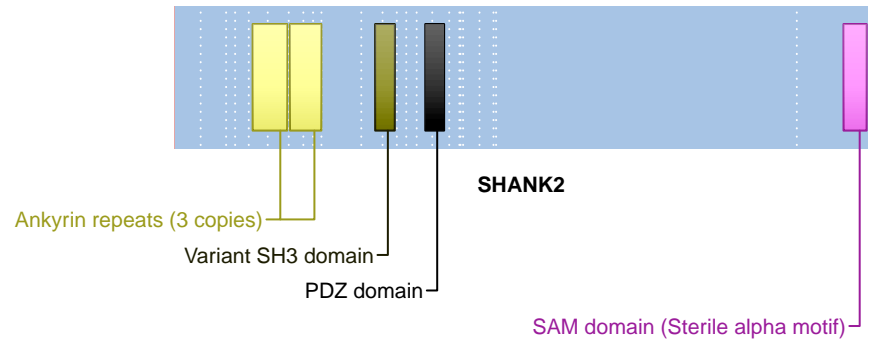 SHANK2
Ankyrin repeats (3 copies)
Variant SH3 domain
PDZ domain
SAM domain (Sterile alpha motif)